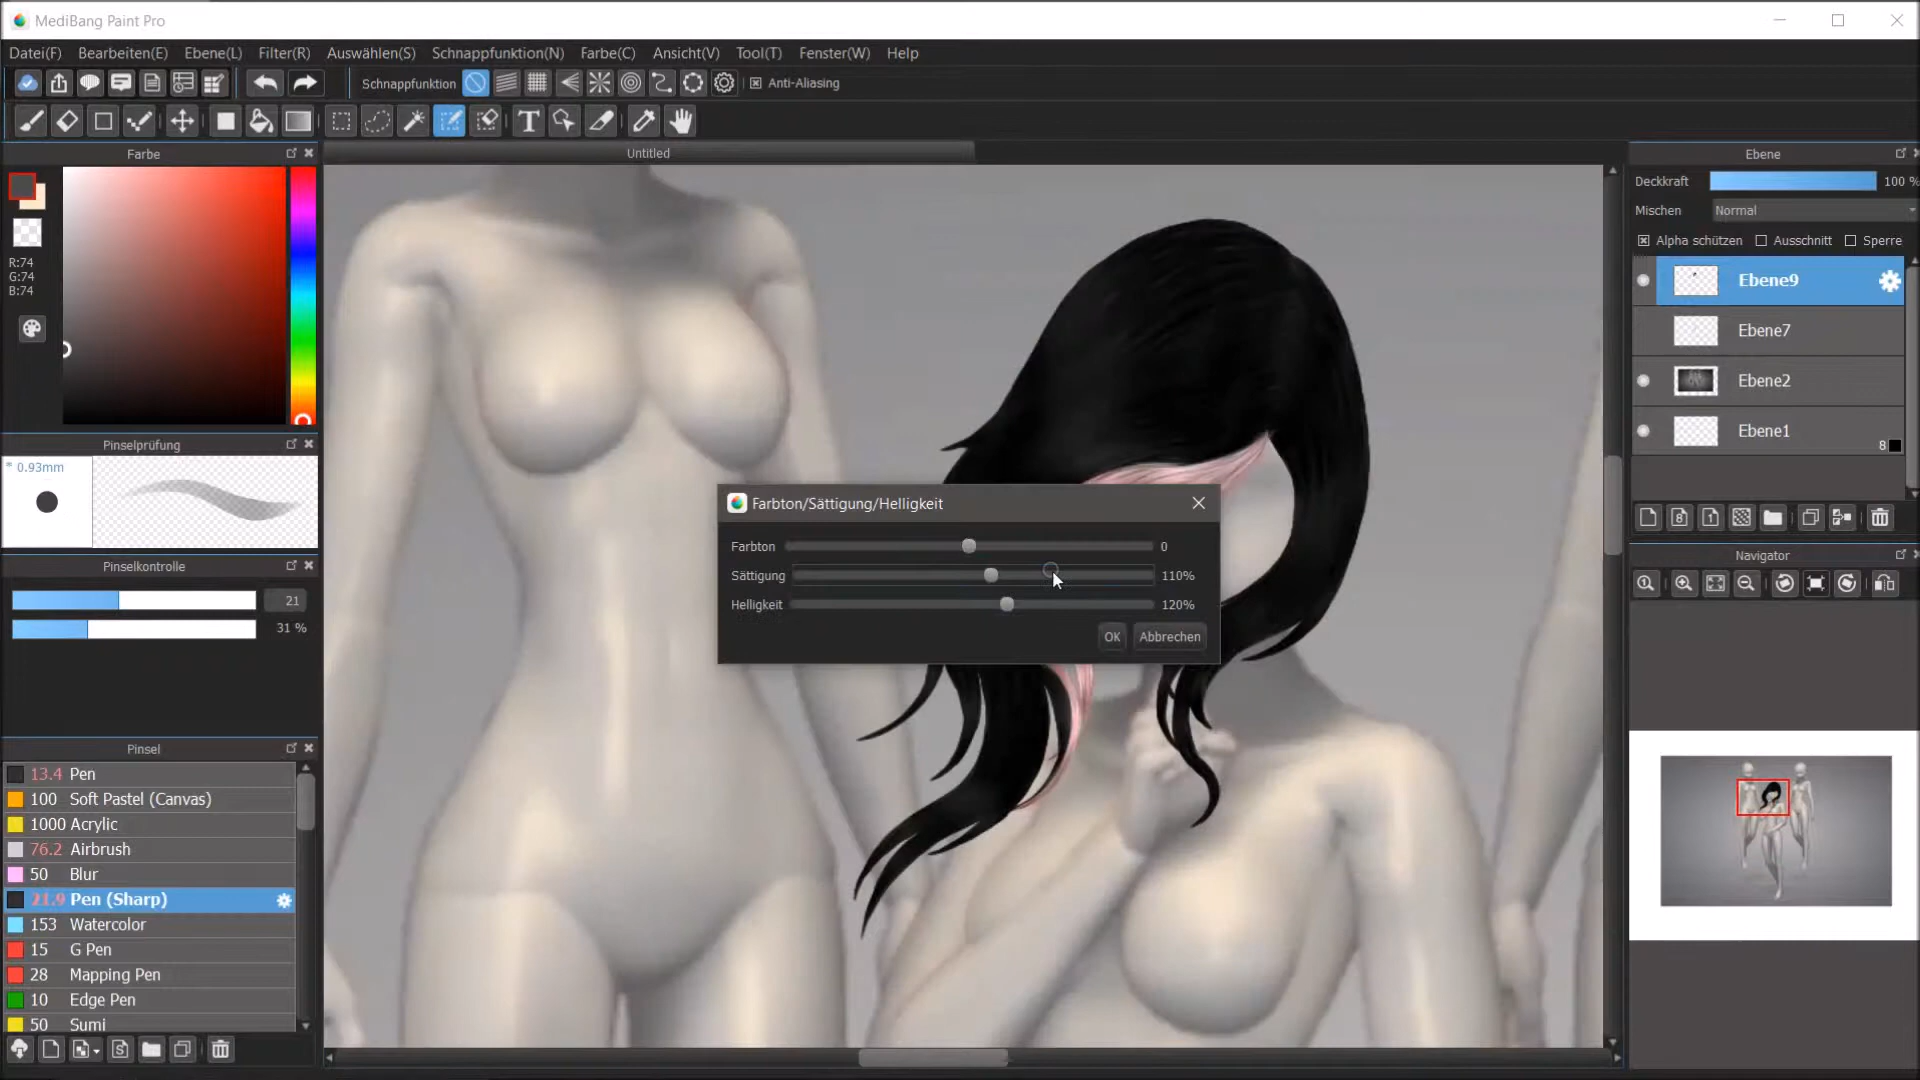 MediBang Paint Pro
Datei(F) Bearbeiten(E) Ebene(L) Filter(R) Auswählen(S) Schnappfunktion(N) Farbe(C) Ansicht(V) Tool(T) Fenster(W) Help
Schnappfunktion Anti-Aliasing
T
Farbe
Untitled
Ebene
Deckkraft 100 %
Mischen Normal
Alpha schützen Ausschnitt Sperre
R:74
G:74
B:74
Ebene9
Ebene7
Ebene2
Ebene1
8
Pinselprüfung
* 0.93mm
Farbton/Sättigung/Helligkeit
Farbton 0
Sättigung 110%
Helligkeit 120%
OK Abbrechen
Navigator
Pinselkontrolle
21
31 %
Pinsel
13.4 Pen
100 Soft Pastel (Canvas)
1000 Acrylic
76.2 Airbrush
50 Blur
21.9 Pen (Sharp)
153 Watercolor
15 G Pen
28 Mapping Pen
10 Edge Pen
50 Sumi